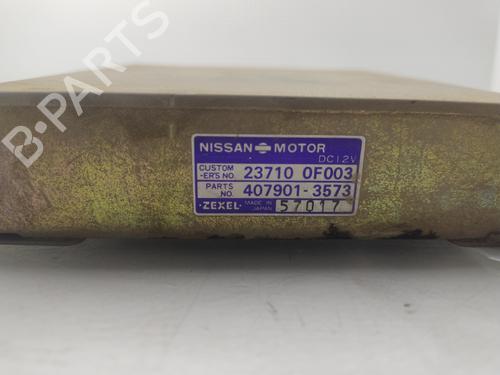 NISSAN MOTOR
DC12V
CUSTOM-ER'S NO. 23710 0F003
PARTS NO. 407901-3573
ZEXEL MADE IN JAPAN 57017
B-PARTS